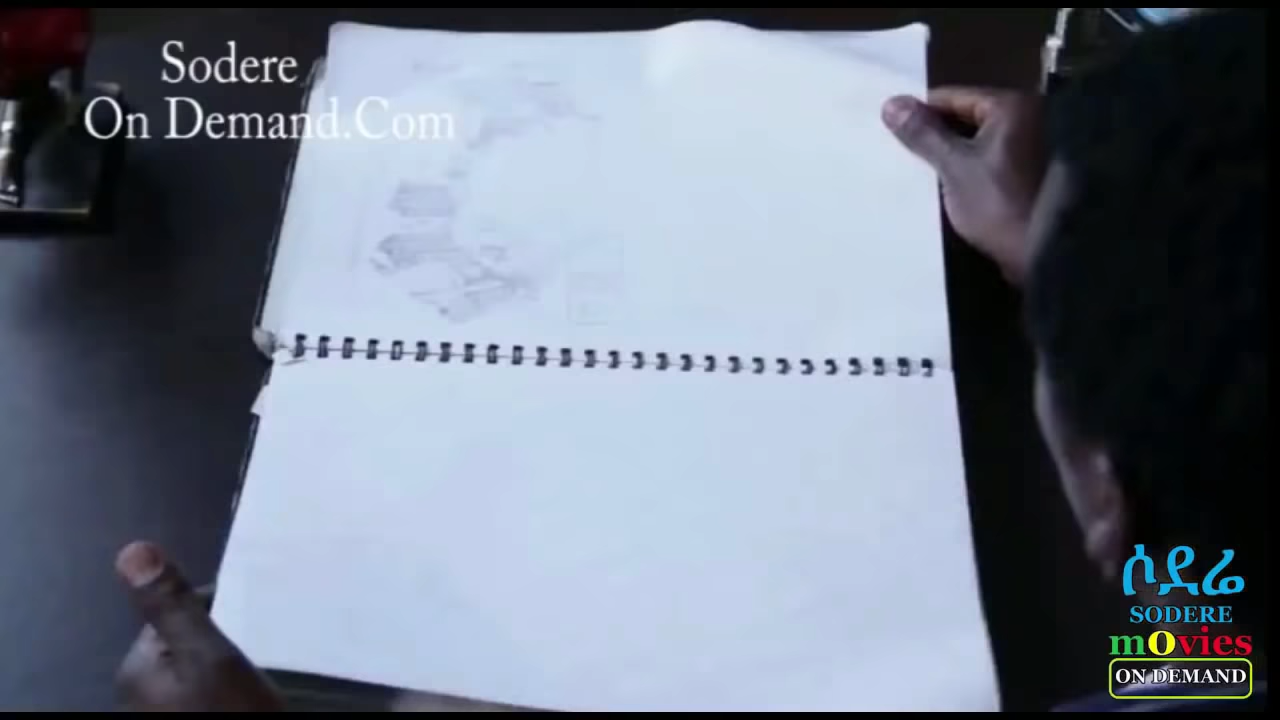 Sodere
On Demand.Com
ሶደሬ
SODERE
mOvies
ON DEMAND